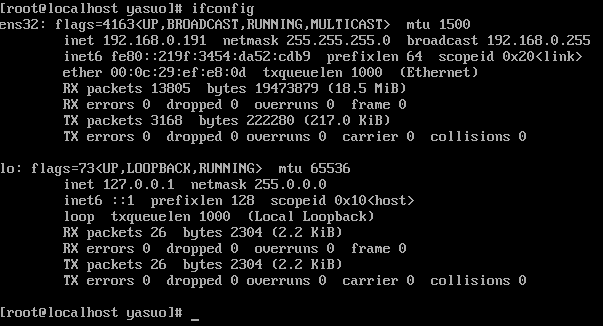 [root@localhost yasuo]# ifconfig
ens32: flags=4163<UP,BROADCAST,RUNNING,MULTICAST>  mtu 1500
        inet 192.168.0.191  netmask 255.255.255.0  broadcast 192.168.0.255
        inet6 fe80::219f:3454:da52:cdb9  prefixlen 64  scopeid 0x20<link>
        ether 00:0c:29:ef:e8:0d  txqueuelen 1000  (Ethernet)
        RX packets 13805  bytes 19473879 (18.5 MiB)
        RX errors 0  dropped 0  overruns 0  frame 0
        TX packets 3168  bytes 222280 (217.0 KiB)
        TX errors 0  dropped 0 overruns 0  carrier 0  collisions 0
lo: flags=73<UP,LOOPBACK,RUNNING>  mtu 65536
        inet 127.0.0.1  netmask 255.0.0.0
        inet6 ::1  prefixlen 128  scopeid 0x10<host>
        loop  txqueuelen 1000  (Local Loopback)
        RX packets 26  bytes 2304 (2.2 KiB)
        RX errors 0  dropped 0  overruns 0  frame 0
        TX packets 26  bytes 2304 (2.2 KiB)
        TX errors 0  dropped 0 overruns 0  carrier 0  collisions 0
[root@localhost yasuo]# _